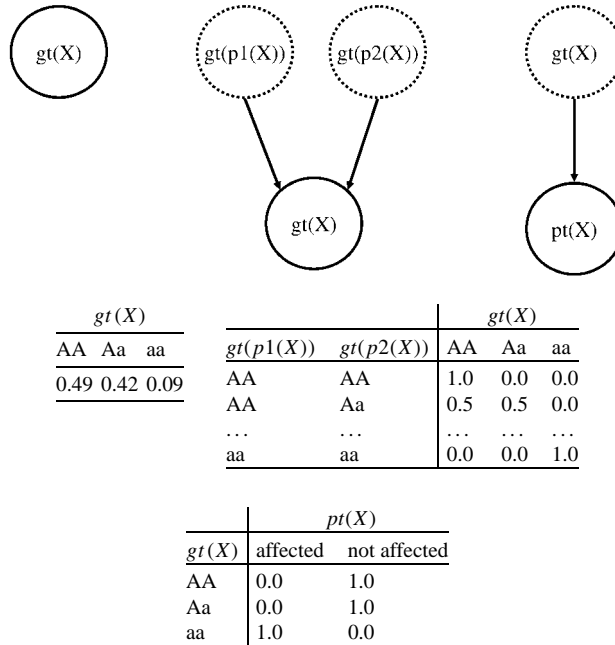 gt(X)
gt(p1(X))
gt(p2(X))
gt(X)
gt(X)
pt(X)
gt(X)
AA Aa aa
0.49 0.42 0.09
gt(X)
gt(p1(X)) gt(p2(X)) AA Aa aa
AA AA 1.0 0.0 0.0
AA Aa 0.5 0.5 0.0
... ... ... ... ...
aa aa 0.0 0.0 1.0
pt(X)
gt(X) affected not affected
AA 0.0 1.0
Aa 0.0 1.0
aa 1.0 0.0